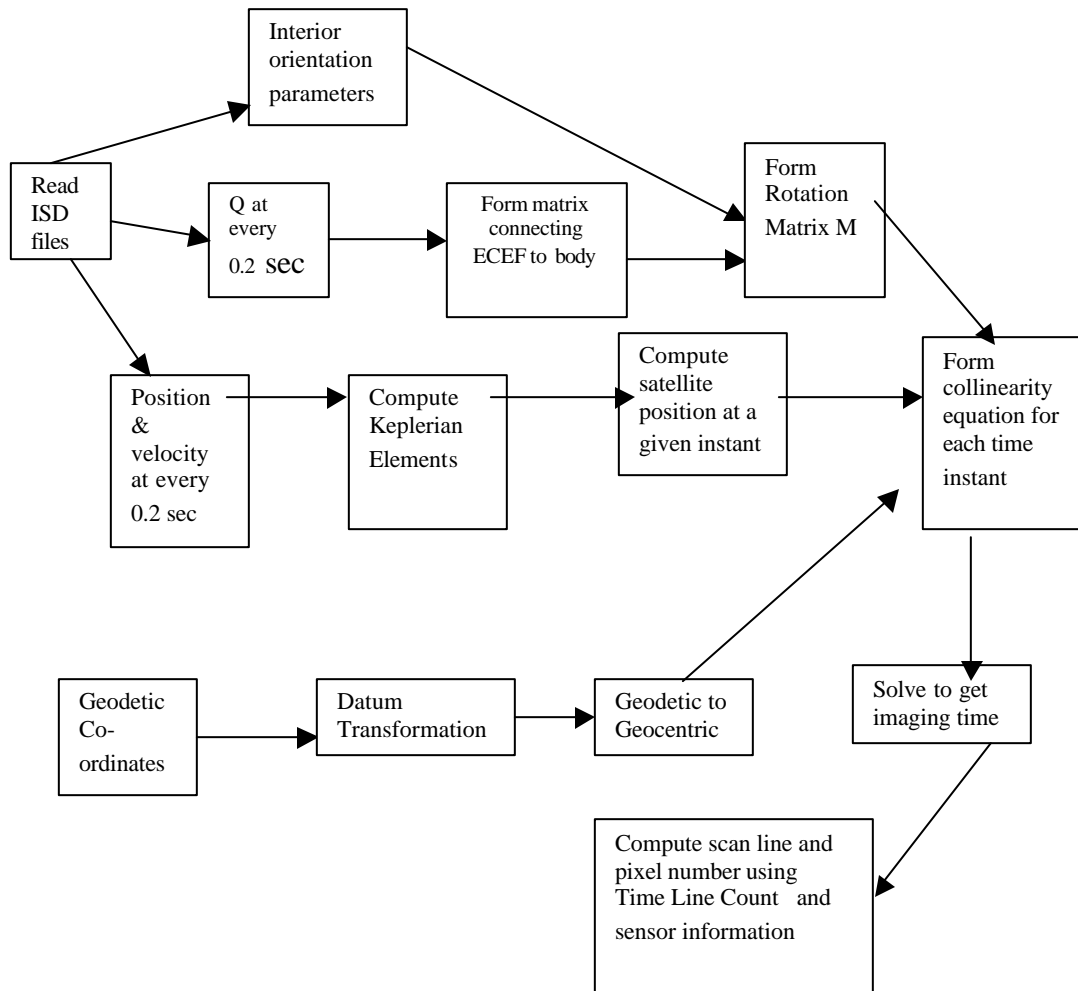 Interior
orientation
parameters
Read
ISD
files
Q at
every
0.2 sec
Form matrix
connecting
ECEF to body
Form
Rotation
Matrix M
Position
&
velocity
at every
0.2 sec
Compute
Keplerian
Elements
Compute
satellite
position at a
given instant
Form
collinearity
equation for
each time
instant
Geodetic
Co-
ordinates
Datum
Transformation
Geodetic to
Geocentric
Solve to get
imaging time
Compute scan line and
pixel number using
Time Line Count and
sensor information